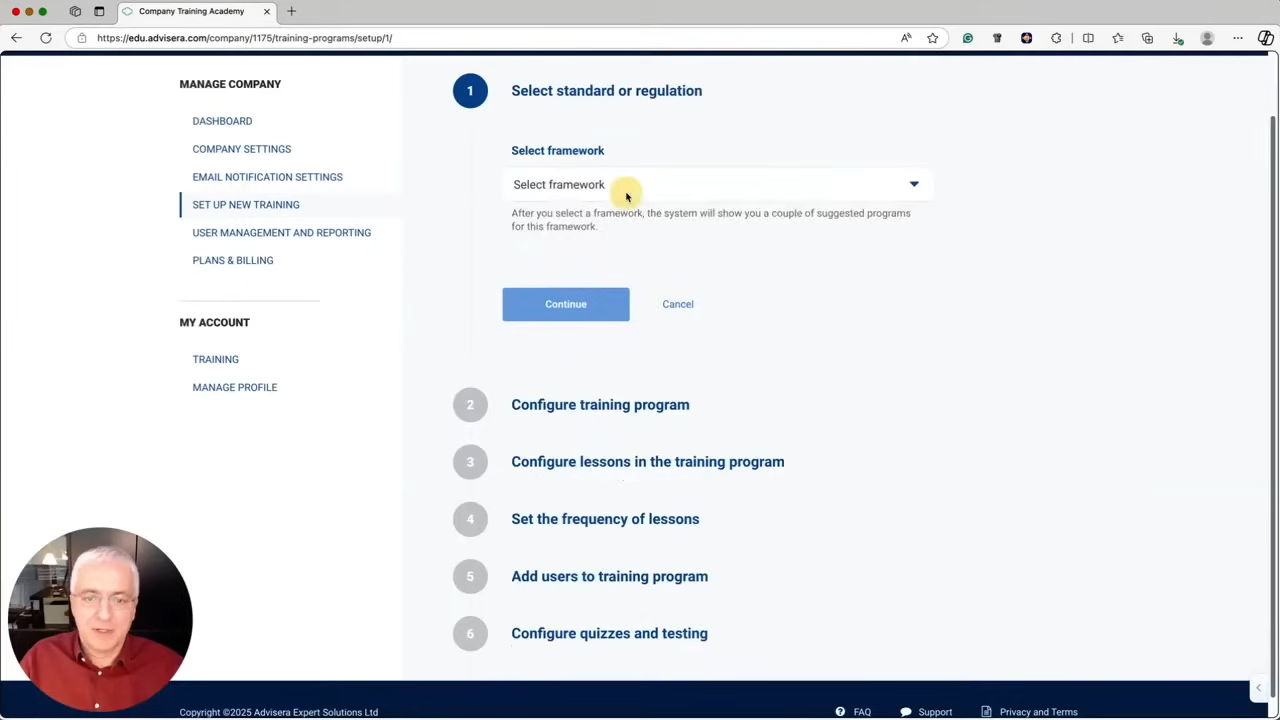 Company Training Academy
https://edu.advisera.com/company/1175/training-programs/setup/1/
MANAGE COMPANY
DASHBOARD
COMPANY SETTINGS
EMAIL NOTIFICATION SETTINGS
SET UP NEW TRAINING
USER MANAGEMENT AND REPORTING
PLANS & BILLING
MY ACCOUNT
TRAINING
MANAGE PROFILE
1 Select standard or regulation
Select framework
Select framework
After you select a framework, the system will show you a couple of suggested programs
for this framework.
Continue Cancel
2 Configure training program
3 Configure lessons in the training program
4 Set the frequency of lessons
5 Add users to training program
6 Configure quizzes and testing
Copyright ©2025 Advisera Expert Solutions Ltd FAQ Support Privacy and Terms